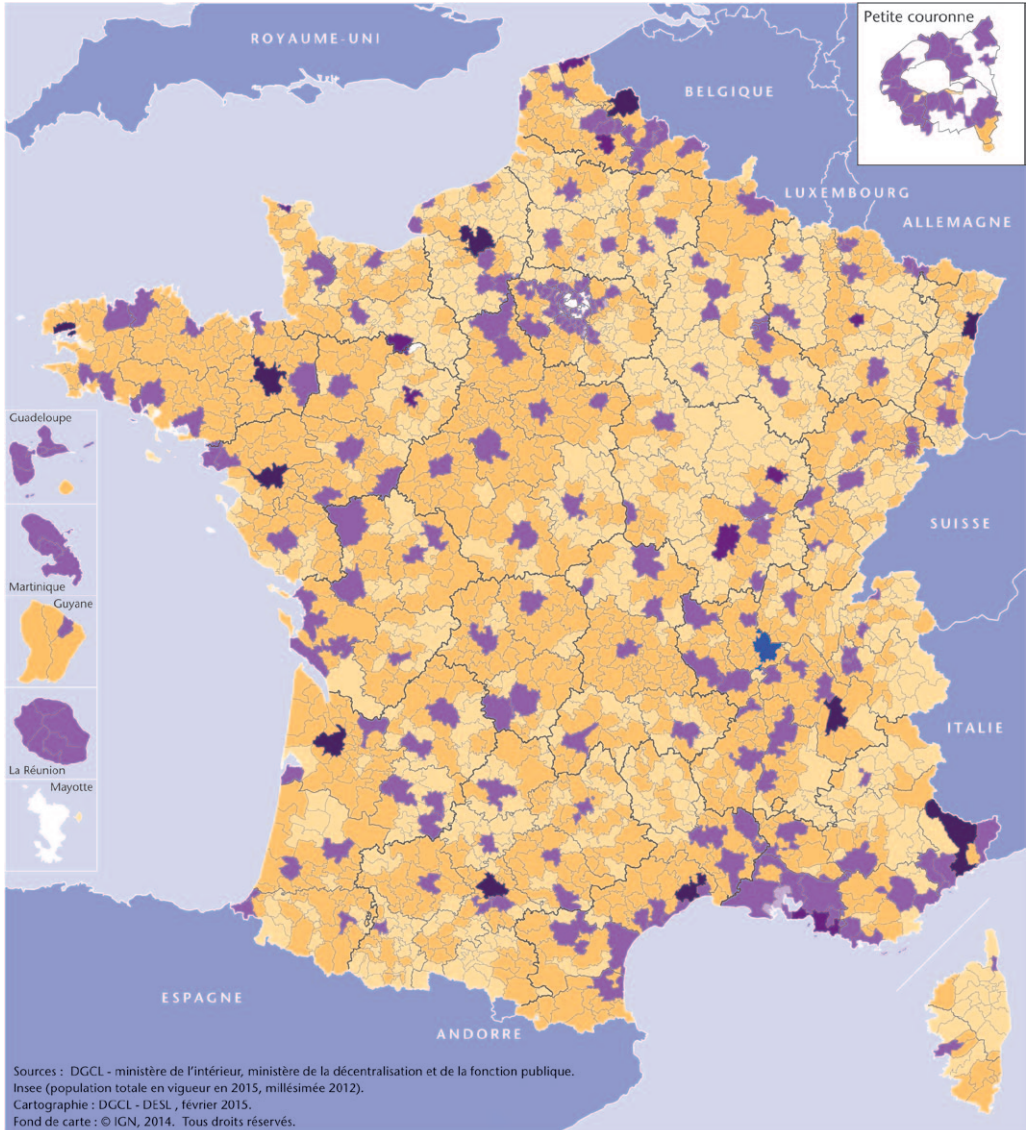 Petite couronne
ROYAUME-UNI
BELGIQUE
LUXEMBOURG
ALLEMAGNE
Guadeloupe
SUISSE
Martinique
Guyane
ITALIE
La Réunion
Mayotte
ESPAGNE
ANDORRE
Sources : DGCL - ministère de l'intérieur, ministère de la décentralisation et de la fonction publique.
Insee (population totale en vigueur en 2015, millésimée 2012).
Cartographie : DGCL - DESL , février 2015.
Fond de carte : © IGN, 2014. Tous droits réservés.